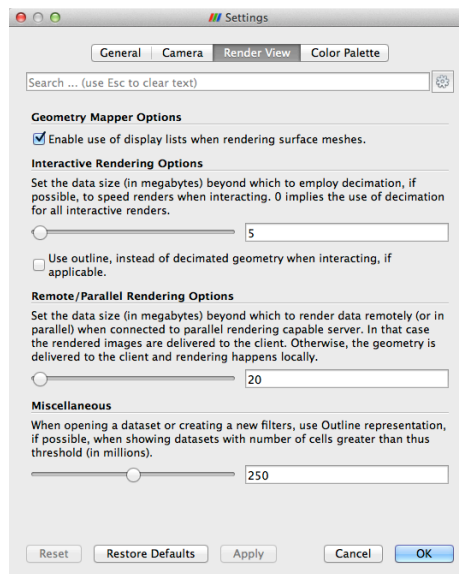 Settings
General Camera Render View Color Palette
Search ... (use Esc to clear text)
Geometry Mapper Options
Enable use of display lists when rendering surface meshes.
Interactive Rendering Options
Set the data size (in megabytes) beyond which to employ decimation, if
possible, to speed renders when interacting. 0 implies the use of decimation
for all interactive renders.
5
Use outline, instead of decimated geometry when interacting, if
applicable.
Remote/Parallel Rendering Options
Set the data size (in megabytes) beyond which to render data remotely (or in
parallel) when connected to parallel rendering capable server. In that case
the rendered images are delivered to the client. Otherwise, the geometry is
delivered to the client and rendering happens locally.
20
Miscellaneous
When opening a dataset or creating a new filters, use Outline representation,
if possible, when showing datasets with number of cells greater than thus
threshold (in millions).
250
Reset Restore Defaults Apply Cancel OK